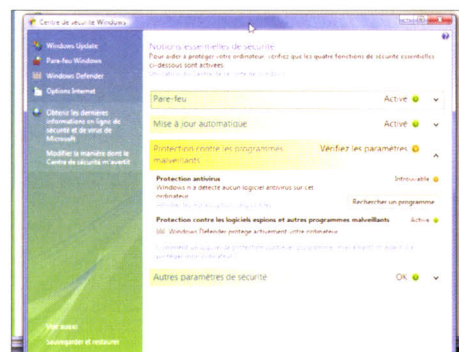 Centre de sécurité Windows
Windows Update
Pare-feu Windows
Windows Defender
Options Internet
Obtenir les dernières
informations en ligne de
sécurité et de virus de
Microsoft
Modifier la manière dont le
Centre de sécurité m'avertit
Voir aussi
Sauvegarder et restaurer
Notions essentielles de sécurité
Pour aider à protéger votre ordinateur, vérifiez que les quatre fonctions de sécurité essentielles
ci-dessous sont activées.
Pare-feu Activé
Mise à jour automatique Activé
Protection contre les programmes Vérifiez les paramètres
malveillants
Protection antivirus Introuvable
Windows n'a détecté aucun logiciel antivirus sur cet
ordinateur.
Rechercher un programme
Protection contre les logiciels espions et autres programmes malveillants Activé
Windows Defender protège activement votre ordinateur.
Autres paramètres de sécurité OK